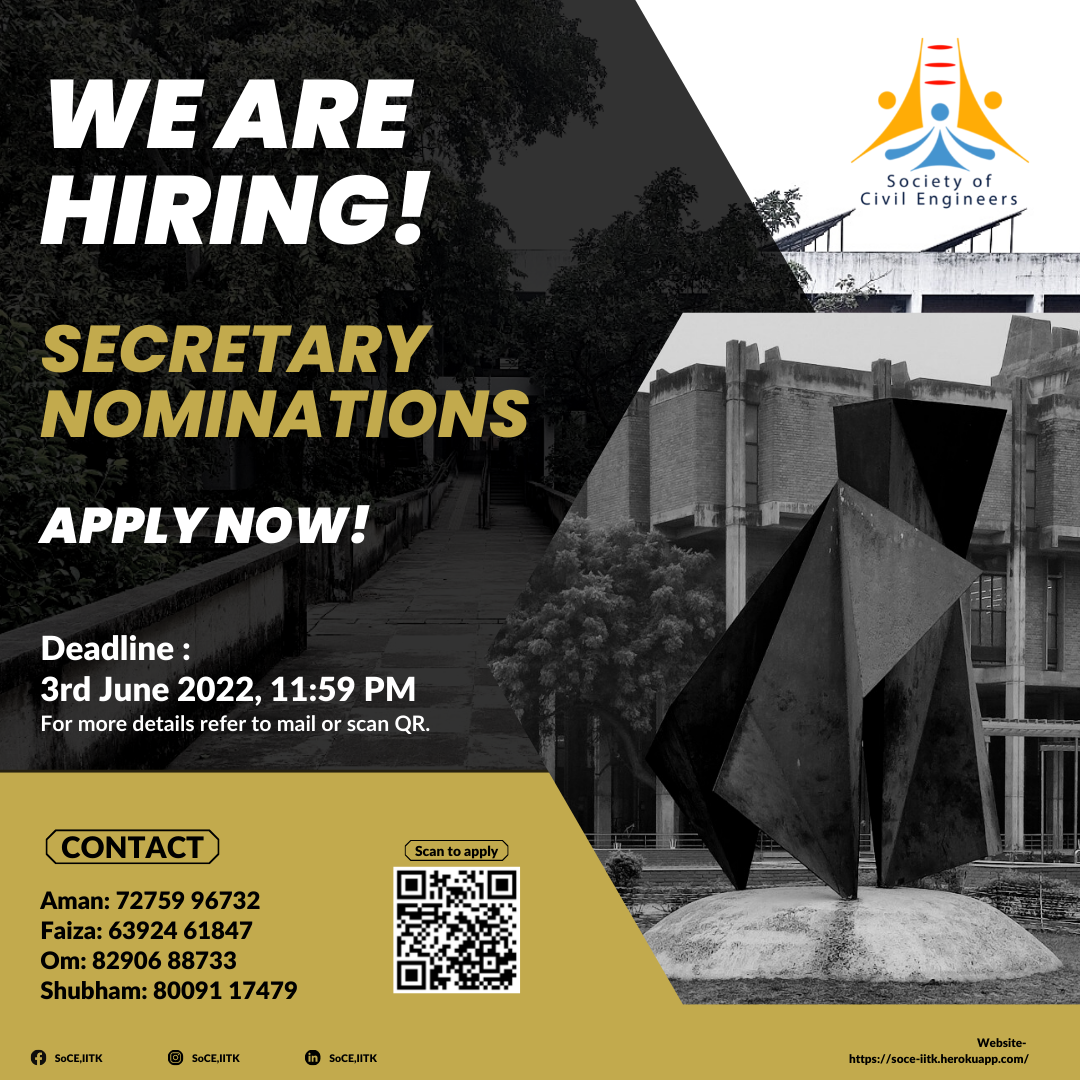 WE ARE
HIRING!
Society of
Civil Engineers
SECRETARY
NOMINATIONS
APPLY NOW!
Deadline :
3rd June 2022, 11:59 PM
For more details refer to mail or scan QR.
CONTACT
Aman: 72759 96732
Faiza: 63924 61847
Om: 82906 88733
Shubham: 80091 17479
Scan to apply
SoCE,IITK
SoCE,IITK
SoCE,IITK
Website-
https://soce-iitk.herokuapp.com/